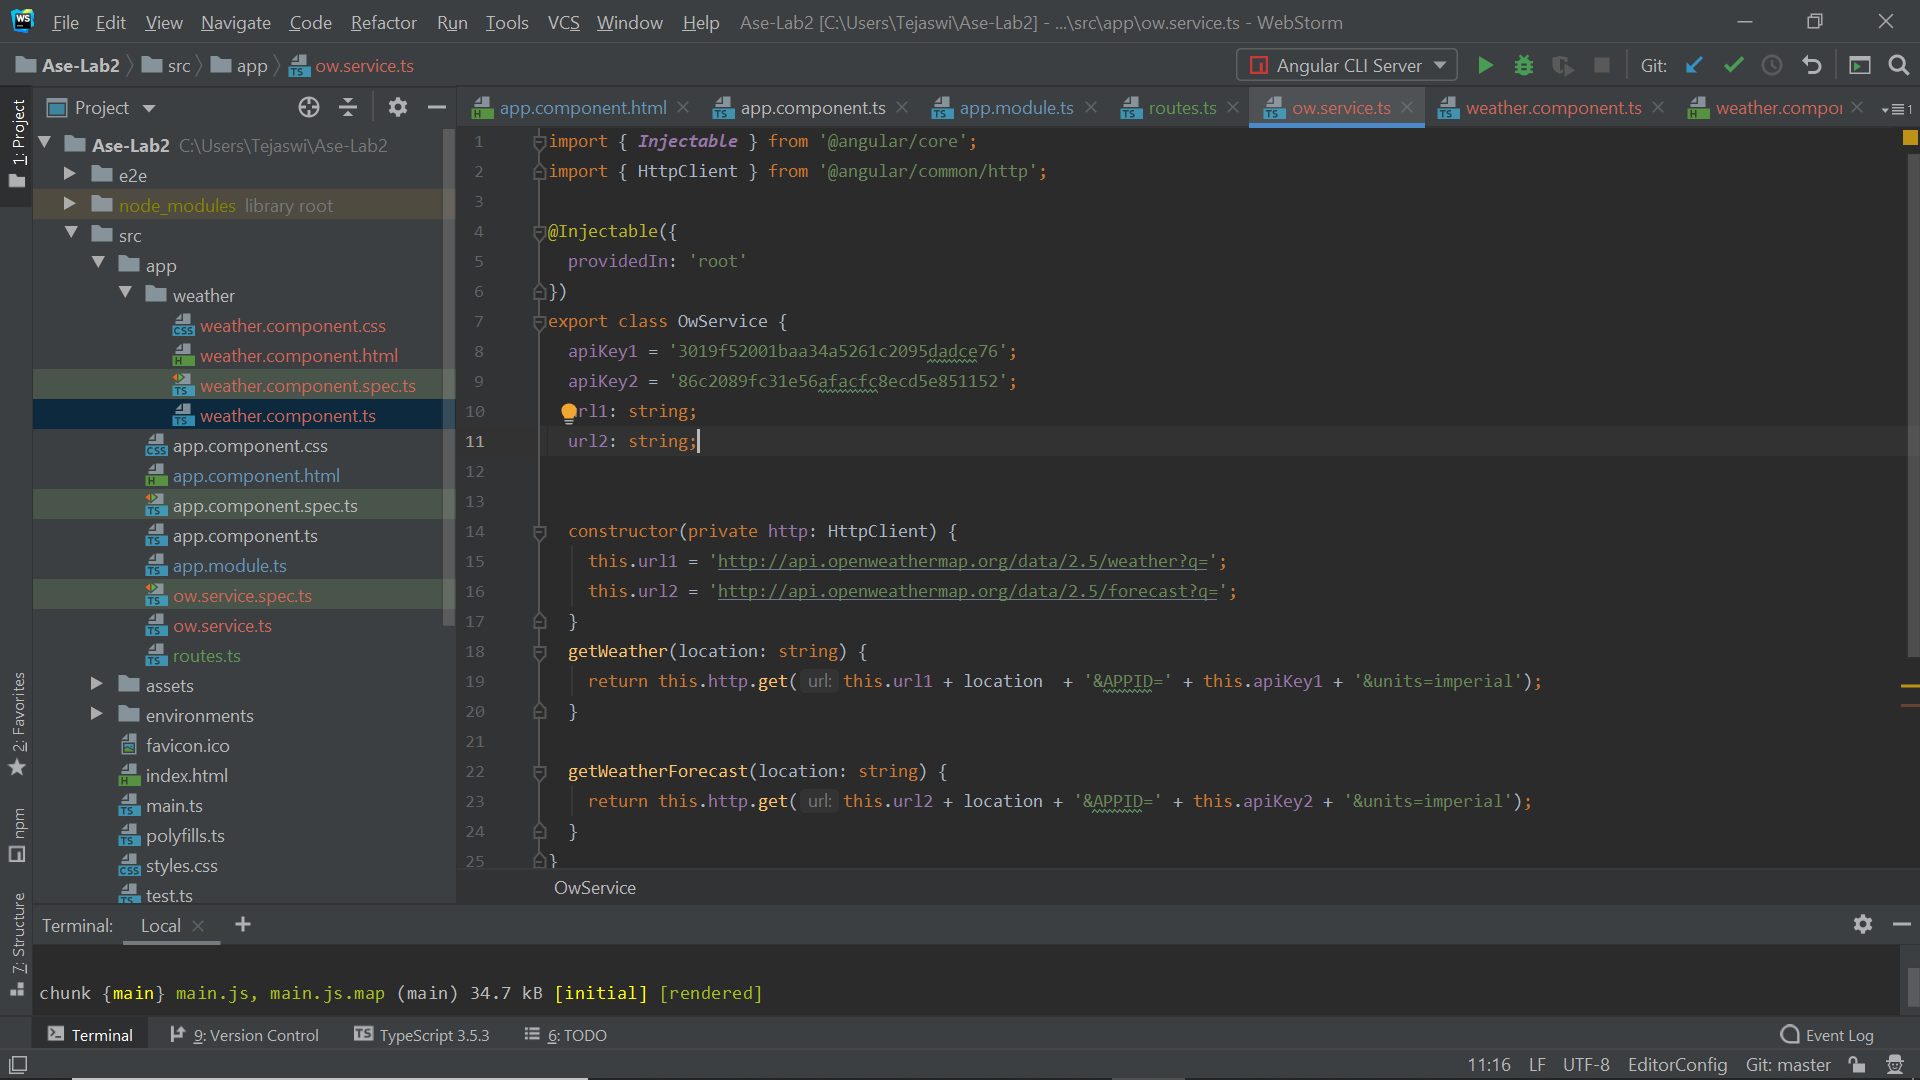 WS File Edit View Navigate Code Refactor Run Tools VCS Window Help Ase-Lab2 [C:\Users\Tejaswi\Ase-Lab2] - ...\src\app\ow.service.ts - WebStorm
Ase-Lab2 src app ow.service.ts Angular CLI Server Git:
Project
app.component.html app.component.ts app.module.ts routes.ts ow.service.ts weather.component.ts weather.compor 1
1: Project
Ase-Lab2 C:\Users\Tejaswi\Ase-Lab2
e2e
node_modules library root
src
app
weather
weather.component.css
weather.component.html
weather.component.spec.ts
weather.component.ts
app.component.css
app.component.html
app.component.spec.ts
app.component.ts
app.module.ts
ow.service.spec.ts
ow.service.ts
routes.ts
assets
environments
favicon.ico
index.html
main.ts
polyfills.ts
styles.css
test.ts
2: Favorites
npm
7: Structure
1 import { Injectable } from '@angular/core';
2 import { HttpClient } from '@angular/common/http';
3
4 @Injectable({
5 providedIn: 'root'
6 })
7 export class OwService {
8 apiKey1 = '3019f52001baa34a5261c2095dadce76';
9 apiKey2 = '86c2089fc31e56afacfc8ecd5e851152';
10 rl1: string;
11 url2: string;
12
13
14 constructor(private http: HttpClient) {
15 this.url1 = 'http://api.openweathermap.org/data/2.5/weather?q=';
16 this.url2 = 'http://api.openweathermap.org/data/2.5/forecast?q=';
17 }
18 getWeather(location: string) {
19 return this.http.get( url: this.url1 + location + '&APPID=' + this.apiKey1 + '&units=imperial');
20 }
21
22 getWeatherForecast(location: string) {
23 return this.http.get( url: this.url2 + location + '&APPID=' + this.apiKey2 + '&units=imperial');
24 }
25 }
OwService
Terminal: Local
chunk {main} main.js, main.js.map (main) 34.7 kB [initial] [rendered]
Terminal 9: Version Control TypeScript 3.5.3 6: TODO Event Log
11:16 LF UTF-8 EditorConfig Git: master